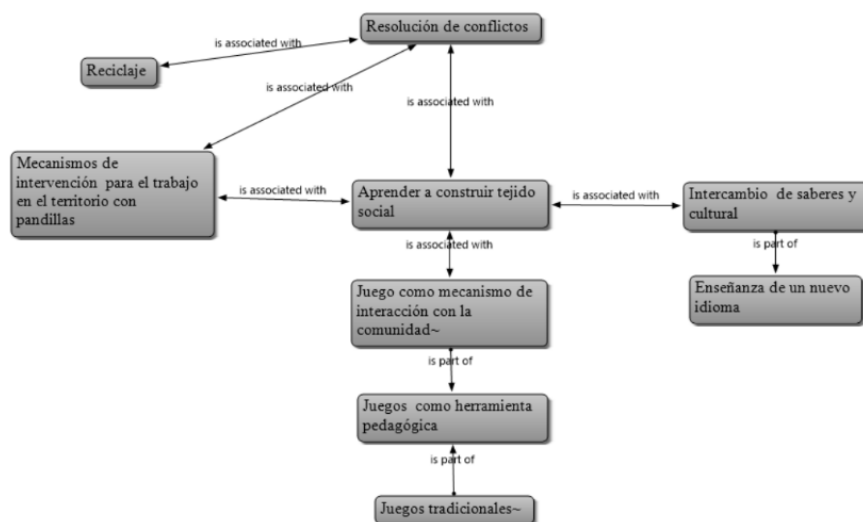 Resolución de conflictos
is associated with
Reciclaje
is associated with
is associated with
Mecanismos de
intervención para el trabajo
en el territorio con
pandillas
is associated with
Aprender a construir tejido
social
is associated with
Intercambio de saberes y
cultural
is associated with
is part of
Juego como mecanismo de
interacción con la
comunidad~
Enseñanza de un nuevo
idioma
is part of
Juegos como herramienta
pedagógica
is part of
Juegos tradicionales~